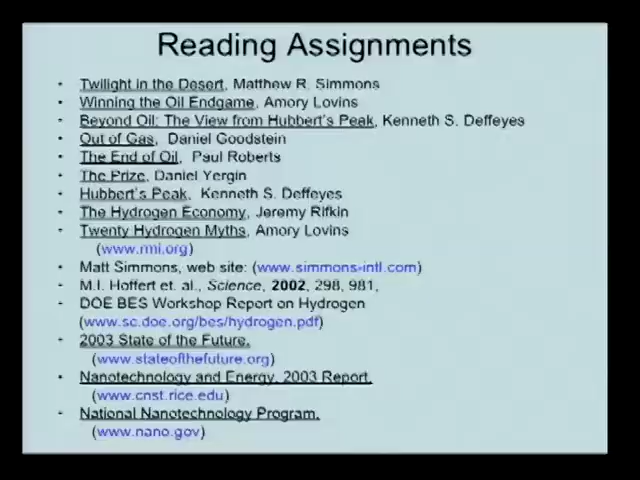 Reading Assignments
· Twilight in the Desert, Matthew R. Simmons
· Winning the Oil Endgame, Amory Lovins
· Beyond Oil: The View from Hubbert's Peak, Kenneth S. Deffeyes
· Out of Gas, Daniel Goodstein
· The End of Oil, Paul Roberts
· The Prize, Daniel Yergin
· Hubbert's Peak, Kenneth S. Deffeyes
· The Hydrogen Economy, Jeremy Rifkin
· Twenty Hydrogen Myths, Amory Lovins
(www.rmi.org)
· Matt Simmons, web site: (www.simmons-intl.com)
· M.I. Hoffert et. al., Science, 2002, 298, 981,
· DOE BES Workshop Report on Hydrogen
(www.sc.doe.org/bes/hydrogen.pdf)
· 2003 State of the Future,
(www.stateofthefuture.org)
· Nanotechnology and Energy, 2003 Report,
(www.cnst.rice.edu)
· National Nanotechnology Program,
(www.nano.gov)